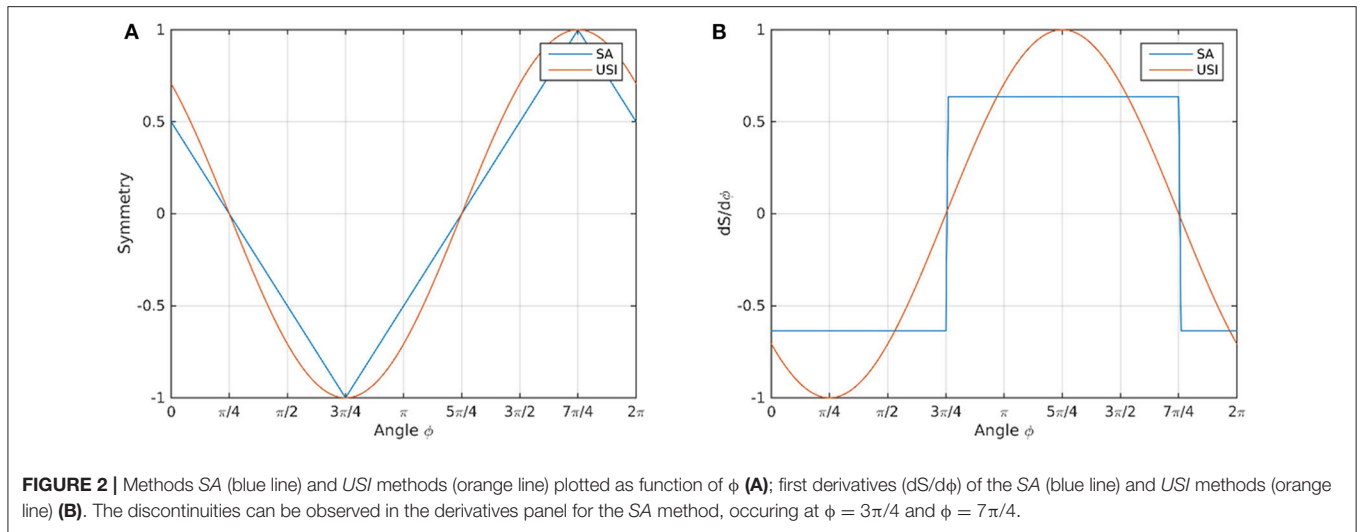 A
1
0.5
0
-0.5
-1
Symmetry
0
π/4
π/2
3π/4
π
5π/4
3π/2
7π/4
2π
Angle ϕ
SA
USI
B
1
0.5
0
-0.5
-1
dS/dϕ
0
π/4
π/2
3π/4
π
5π/4
3π/2
7π/4
2π
Angle ϕ
SA
USI
FIGURE 2 | Methods SA (blue line) and USI methods (orange line) plotted as function of ϕ (A); first derivatives (dS/dϕ) of the SA (blue line) and USI methods (orange
line) (B). The discontinuities can be observed in the derivatives panel for the SA method, occuring at ϕ = 3π/4 and ϕ = 7π/4.